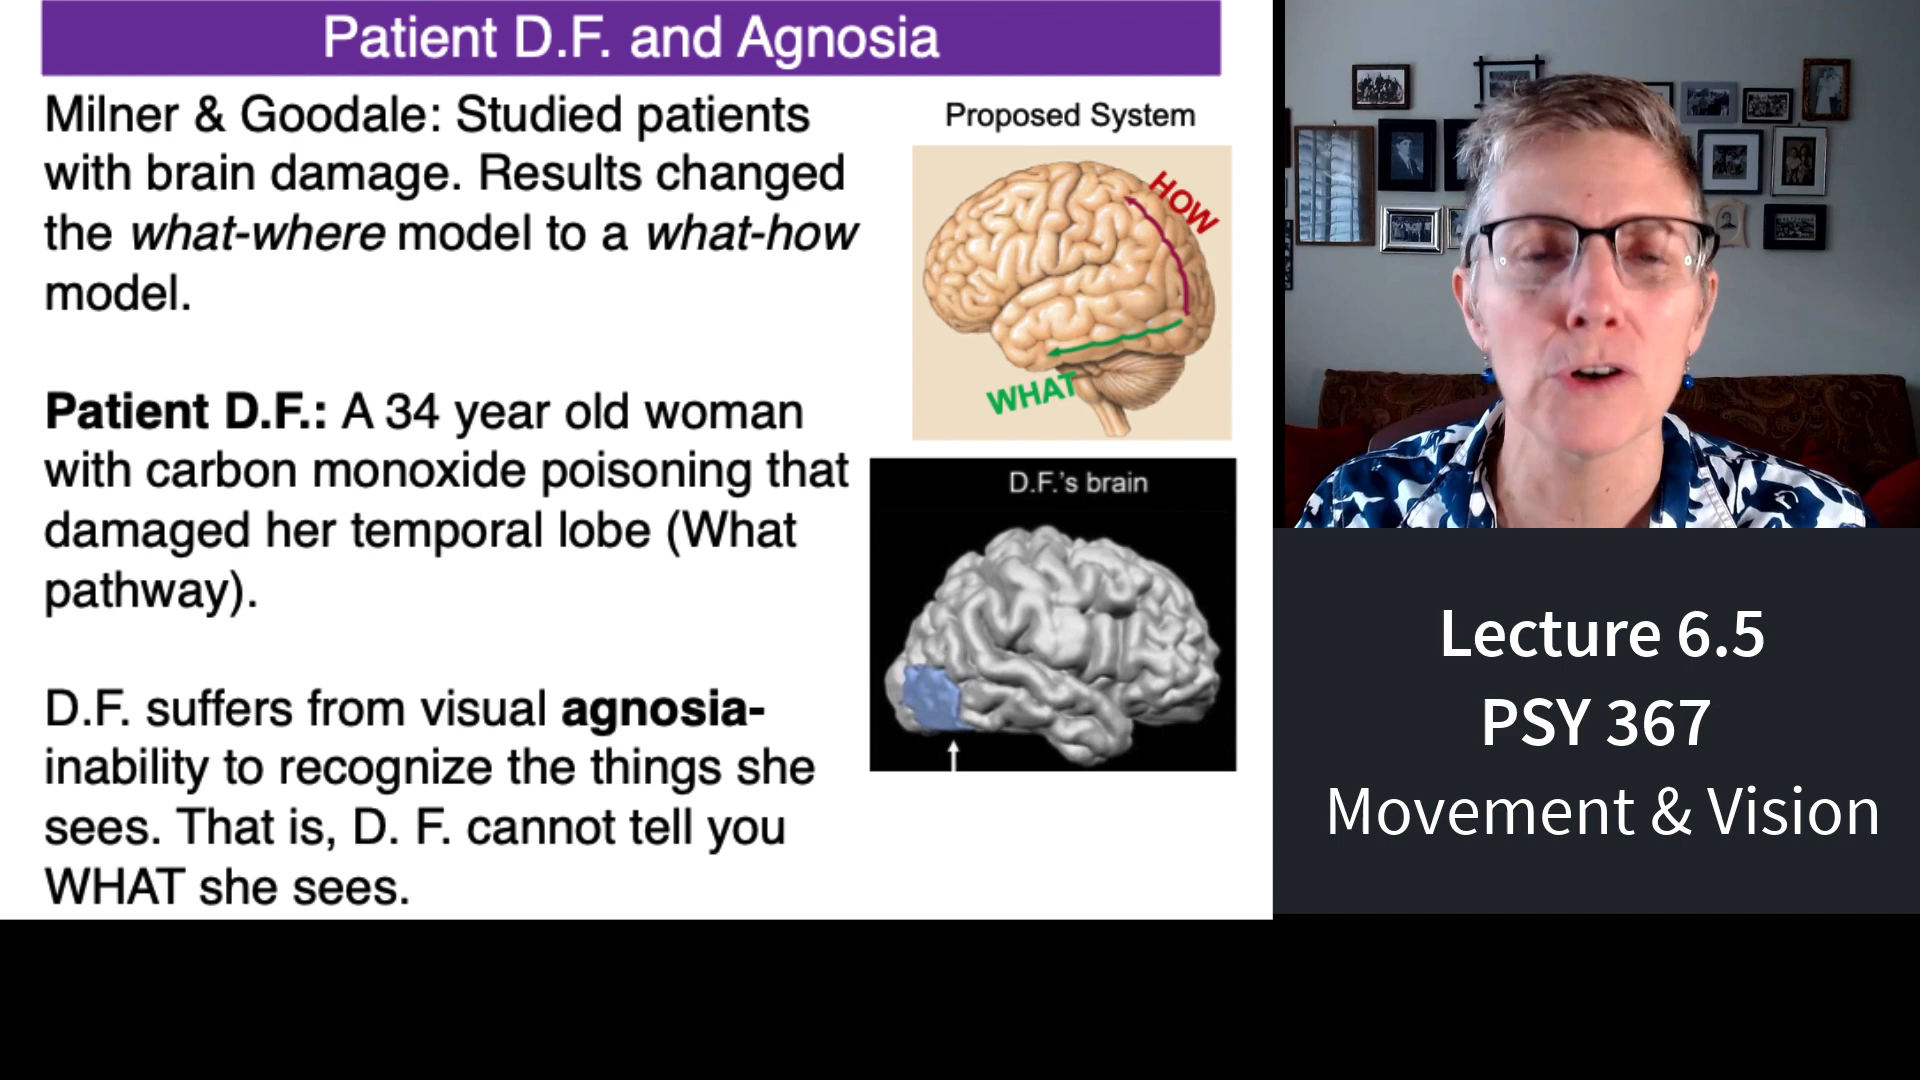 Patient D.F. and Agnosia
Milner & Goodale: Studied patients
with brain damage. Results changed
the what-where model to a what-how
model.
Patient D.F.: A 34 year old woman
with carbon monoxide poisoning that
damaged her temporal lobe (What
pathway).
D.F. suffers from visual agnosia-
inability to recognize the things she
sees. That is, D. F. cannot tell you
WHAT she sees.
Proposed System
HOW
WHAT
D.F.'s brain
Lecture 6.5
PSY 367
Movement & Vision